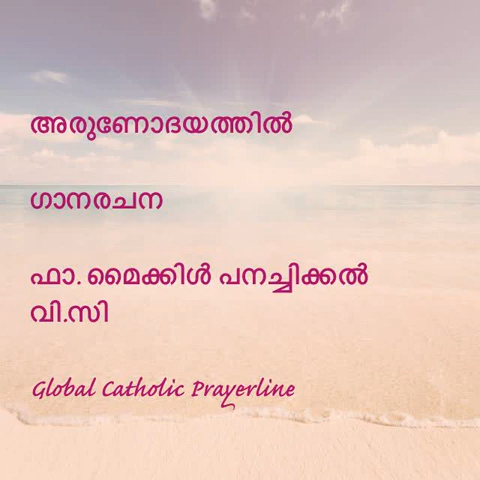 അരുണോദയത്തിൽ
ഗാനരചന
ഫാ. മൈക്കിൾ പനച്ചിക്കൽ
വി.സി
Global Catholic Prayerline